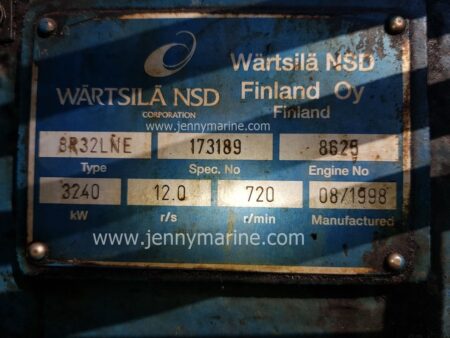 WÄRTSILÄ NSD
CORPORATION
Wärtsilä NSD
Finland Oy
Finland
www.jennymarine.com
8R32LNE 173189 8625
Type Spec. No Engine No
3240 12.0 720 08/1998
kW r/s r/min Manufactured
www.jennymarine.com